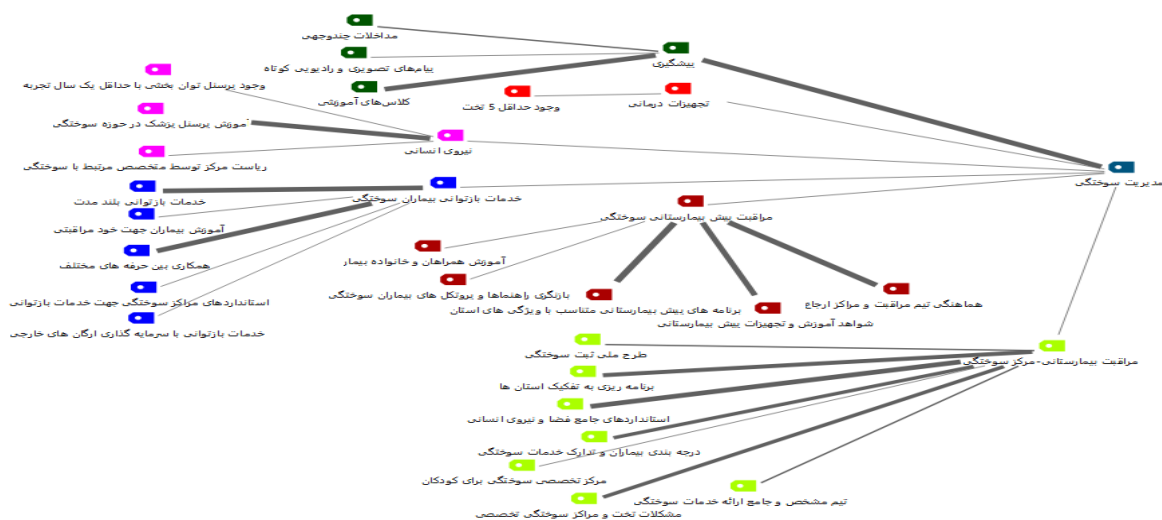 مداخلات چندوجهی
پیشگیری
پیام‌های تصویری و رادیویی کوتاه
وجود پرسنل توان بخشی با حداقل یک سال تجربه
کلاس‌های آموزشی
وجود حداقل 5 تخت
تجهیزات درمانی
آموزش پرسنل پزشک در حوزه سوختگی
نیروی انسانی
ریاست مرکز توسط متخصص مرتبط با سوختگی
مدیریت سوختگی
خدمات بازتوانی بیماران سوختگی
خدمات بازتوانی بلند مدت
مراقبت پیش بیمارستانی سوختگی
آموزش بیماران جهت خود مراقبتی
همکاری بین حرفه های مختلف
آموزش همراهان و خانواده بیمار
بازنگری راهنماها و پروتکل های بیماران سوختگی
استانداردهای مراکز سوختگی جهت خدمات بازتوانی
هماهنگی تیم مراقبت و مراکز ارجاع
برنامه های پیش بیمارستانی متناسب با ویژگی های استان
شواهد آموزش و تجهیزات پیش بیمارستانی
خدمات بازتوانی با سرمایه گذاری ارگان های خارجی
طرح ملی ثبت سوختگی
مراقبت بیمارستانی-مرکز سوختگی
برنامه ریزی به تفکیک استان ها
استانداردهای جامع فضا و نیروی انسانی
درجه بندی بیماران و تدارک خدمات سوختگی
مرکز تخصصی سوختگی برای کودکان
تیم مشخص و جامع ارائه خدمات سوختگی
مشکلات تخت و مراکز سوختگی تخصصی